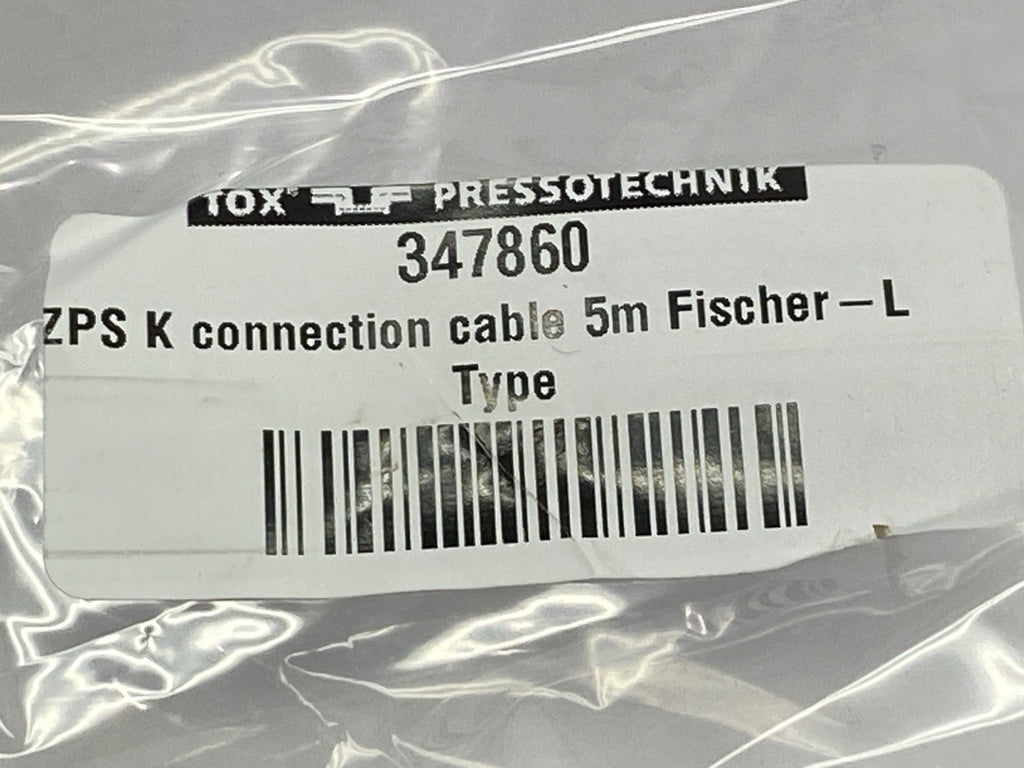 TOX® PRESSOTECHNIK
347860
ZPS K connection cable 5m Fischer–L
Type